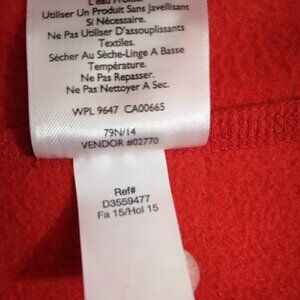 L'eau Froide.
Utiliser Un Produit Sans Javellisant
Si Nécessaire.
Ne Pas Utiliser D'assouplissants
Textiles.
Sécher Au Sèche-Linge A Basse
Température.
Ne Pas Repasser.
Ne Pas Nettoyer A Sec.
WPL 9647 CA00665
79N/14
VENDOR #02770
Ref#
D3559477
Fa 15/Hol 15